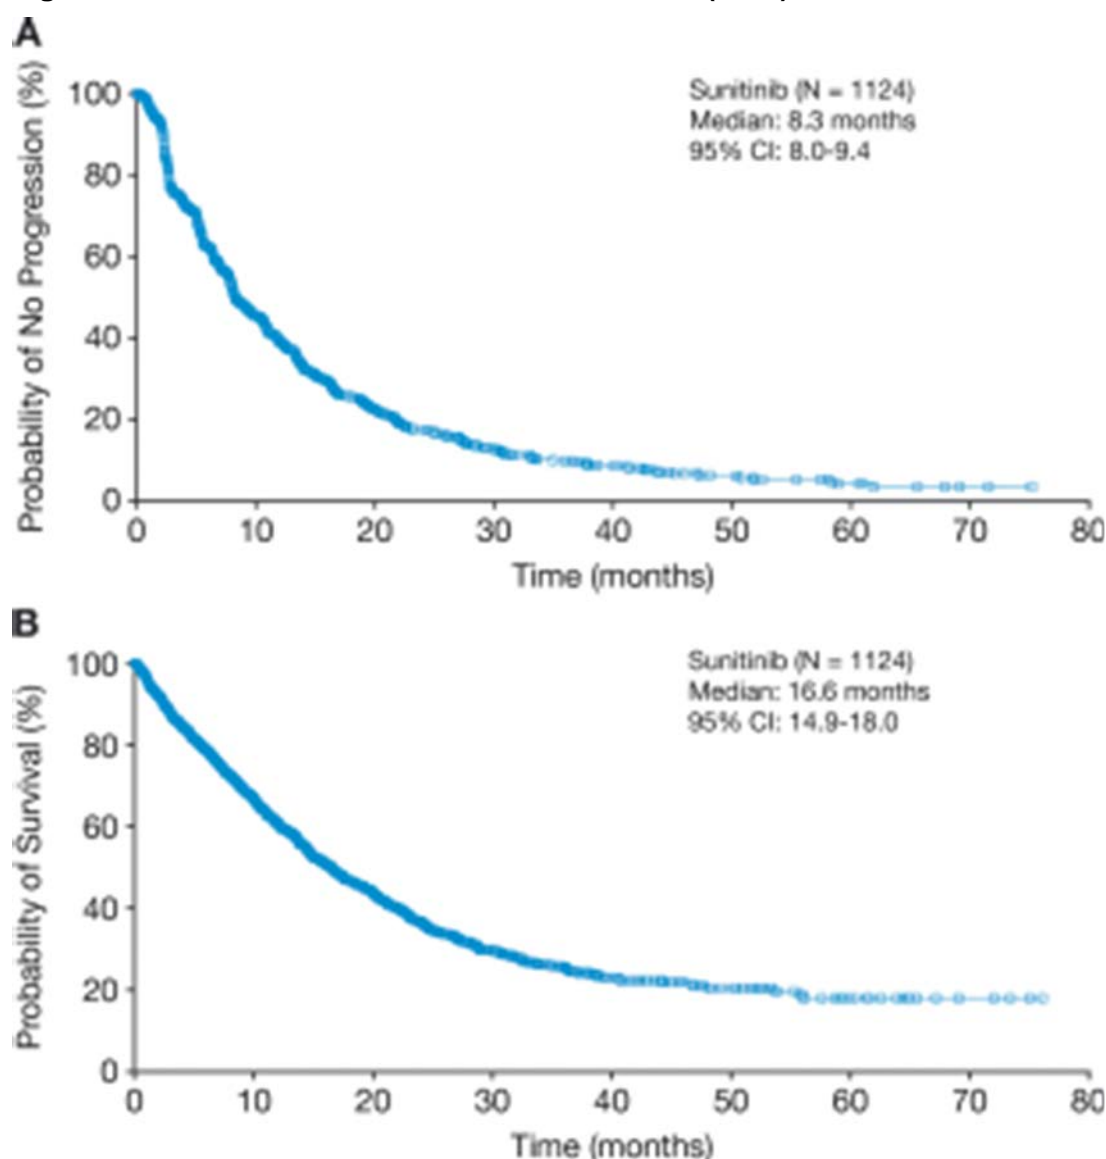 A
Probability of No Progression (%)
100
80
60
40
20
0
Sunitinib (N = 1124)
Median: 8.3 months
95% CI: 8.0-9.4
0 10 20 30 40 50 60 70 80
Time (months)
B
Probability of Survival (%)
100
80
60
40
20
0
Sunitinib (N = 1124)
Median: 16.6 months
95% CI: 14.9-18.0
0 10 20 30 40 50 60 70 80
Time (months)